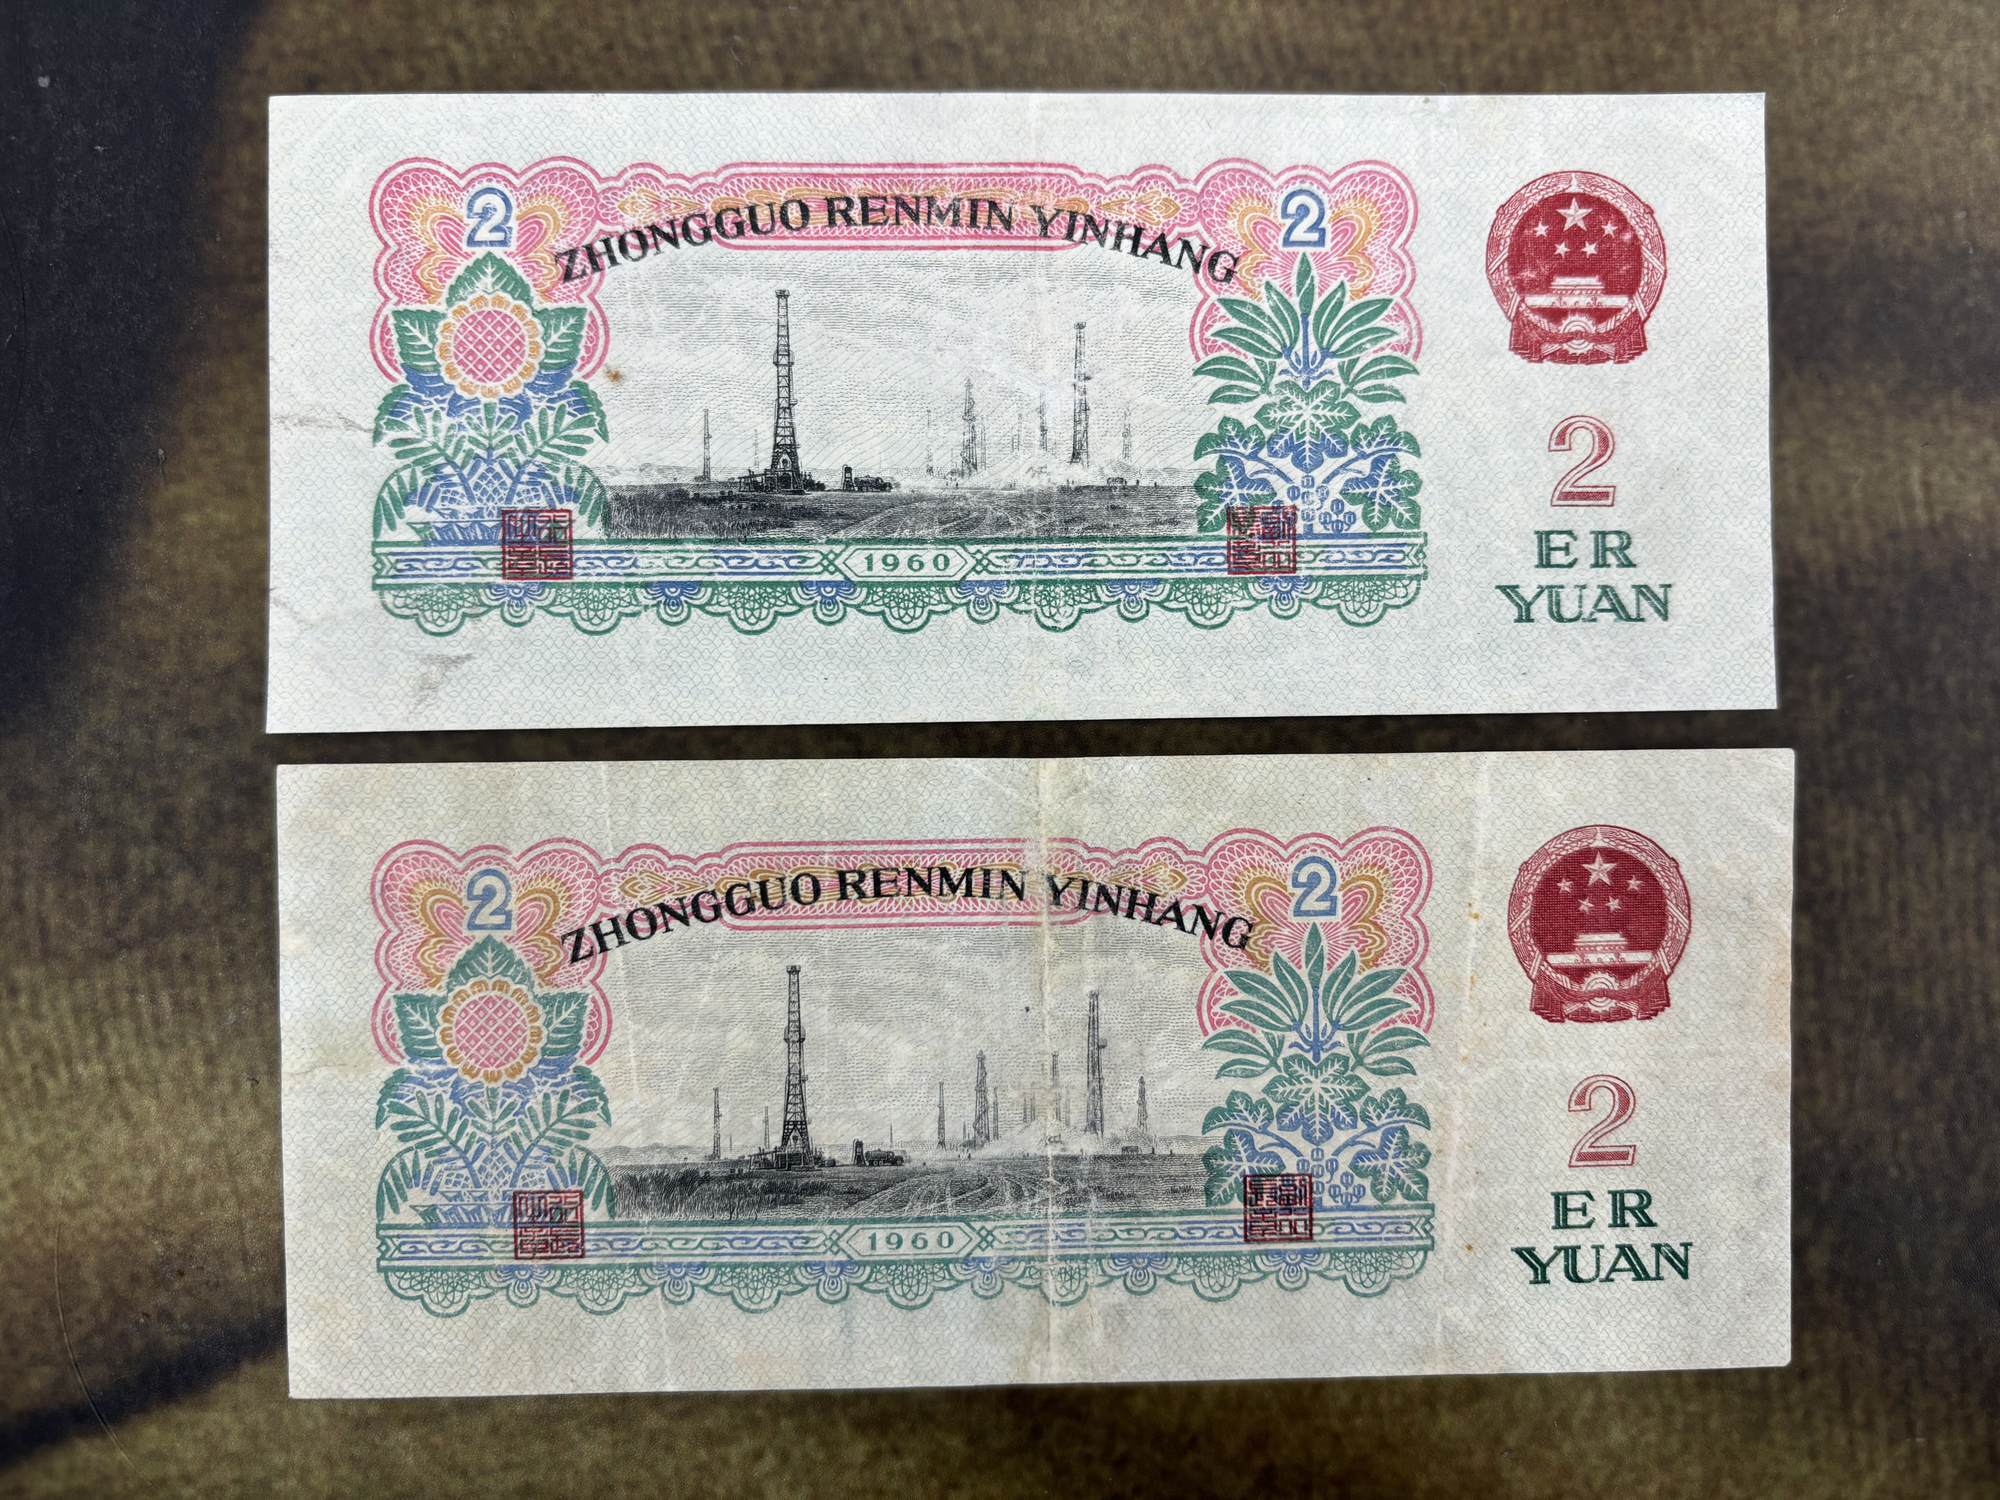 2 ZHONGGUO RENMIN YINHANG 2
1960
2
ER
YUAN
2 ZHONGGUO RENMIN YINHANG 2
1960
2
ER
YUAN